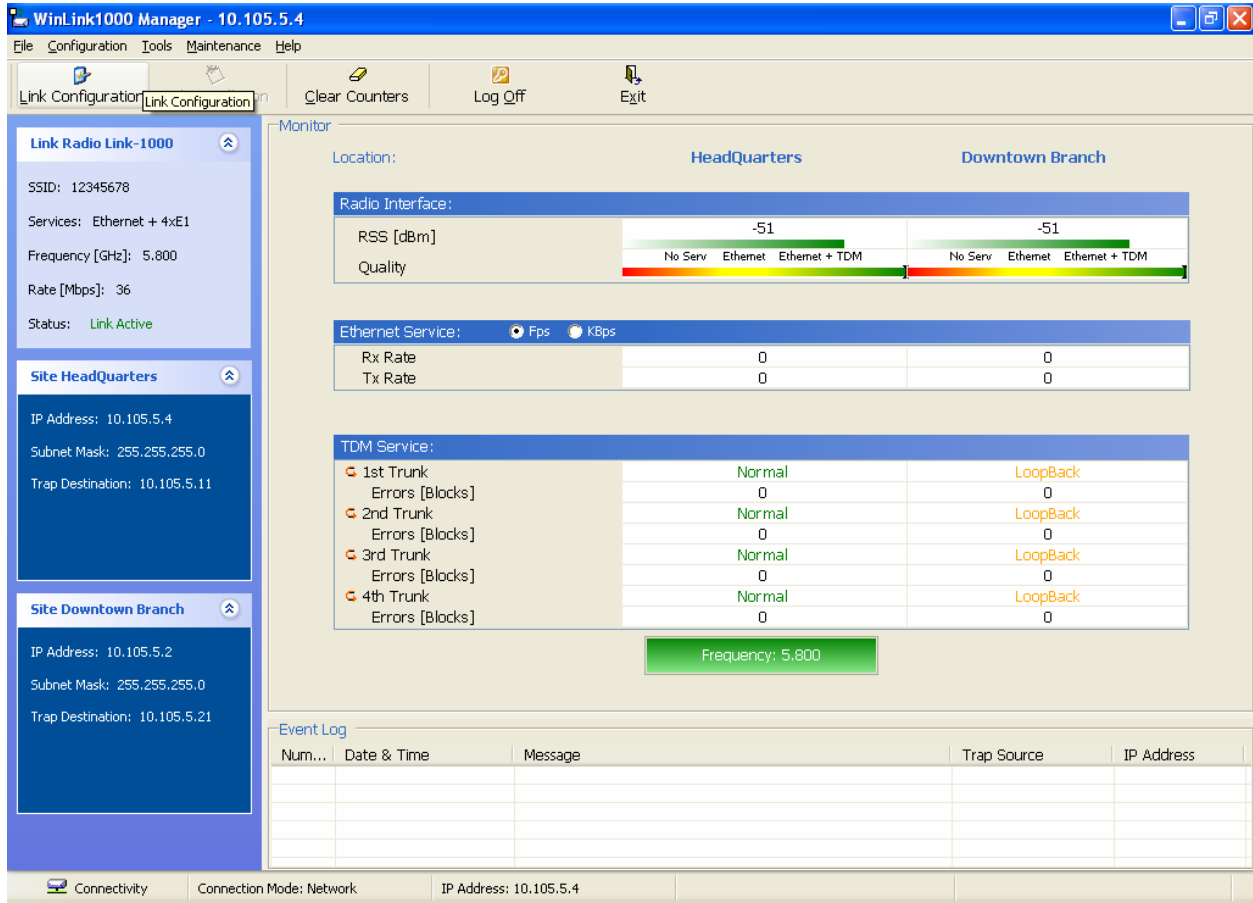 WinLink1000 Manager - 10.105.5.4
File Configuration Tools Maintenance Help
Link Configuration Clear Counters Log Off Exit
Link Configuration
Link Radio Link-1000
SSID: 12345678
Services: Ethernet + 4xE1
Frequency [GHz]: 5.800
Rate [Mbps]: 36
Status: Link Active
Site HeadQuarters
IP Address: 10.105.5.4
Subnet Mask: 255.255.255.0
Trap Destination: 10.105.5.11
Site Downtown Branch
IP Address: 10.105.5.2
Subnet Mask: 255.255.255.0
Trap Destination: 10.105.5.21
Monitor
Location: HeadQuarters Downtown Branch
Radio Interface:
RSS [dBm] -51 -51
Quality No Serv Ethernet Ethernet + TDM No Serv Ethernet Ethernet + TDM
Ethernet Service: Fps KBps
Rx Rate 0 0
Tx Rate 0 0
TDM Service:
1st Trunk Normal LoopBack
Errors [Blocks] 0 0
2nd Trunk Normal LoopBack
Errors [Blocks] 0 0
3rd Trunk Normal LoopBack
Errors [Blocks] 0 0
4th Trunk Normal LoopBack
Errors [Blocks] 0 0
Frequency: 5.800
Event Log
Num... Date & Time Message Trap Source IP Address
Connectivity Connection Mode: Network IP Address: 10.105.5.4